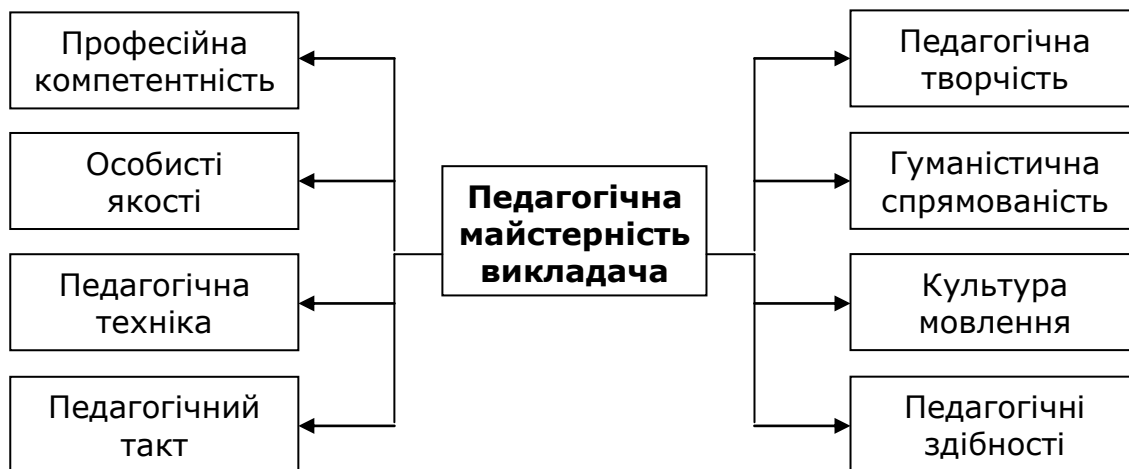 Професійна
компетентність
Особисті
якості
Педагогічна
техніка
Педагогічний
такт
Педагогічна
майстерність
викладача
Педагогічна
творчість
Гуманістична
спрямованість
Культура
мовлення
Педагогічні
здібності